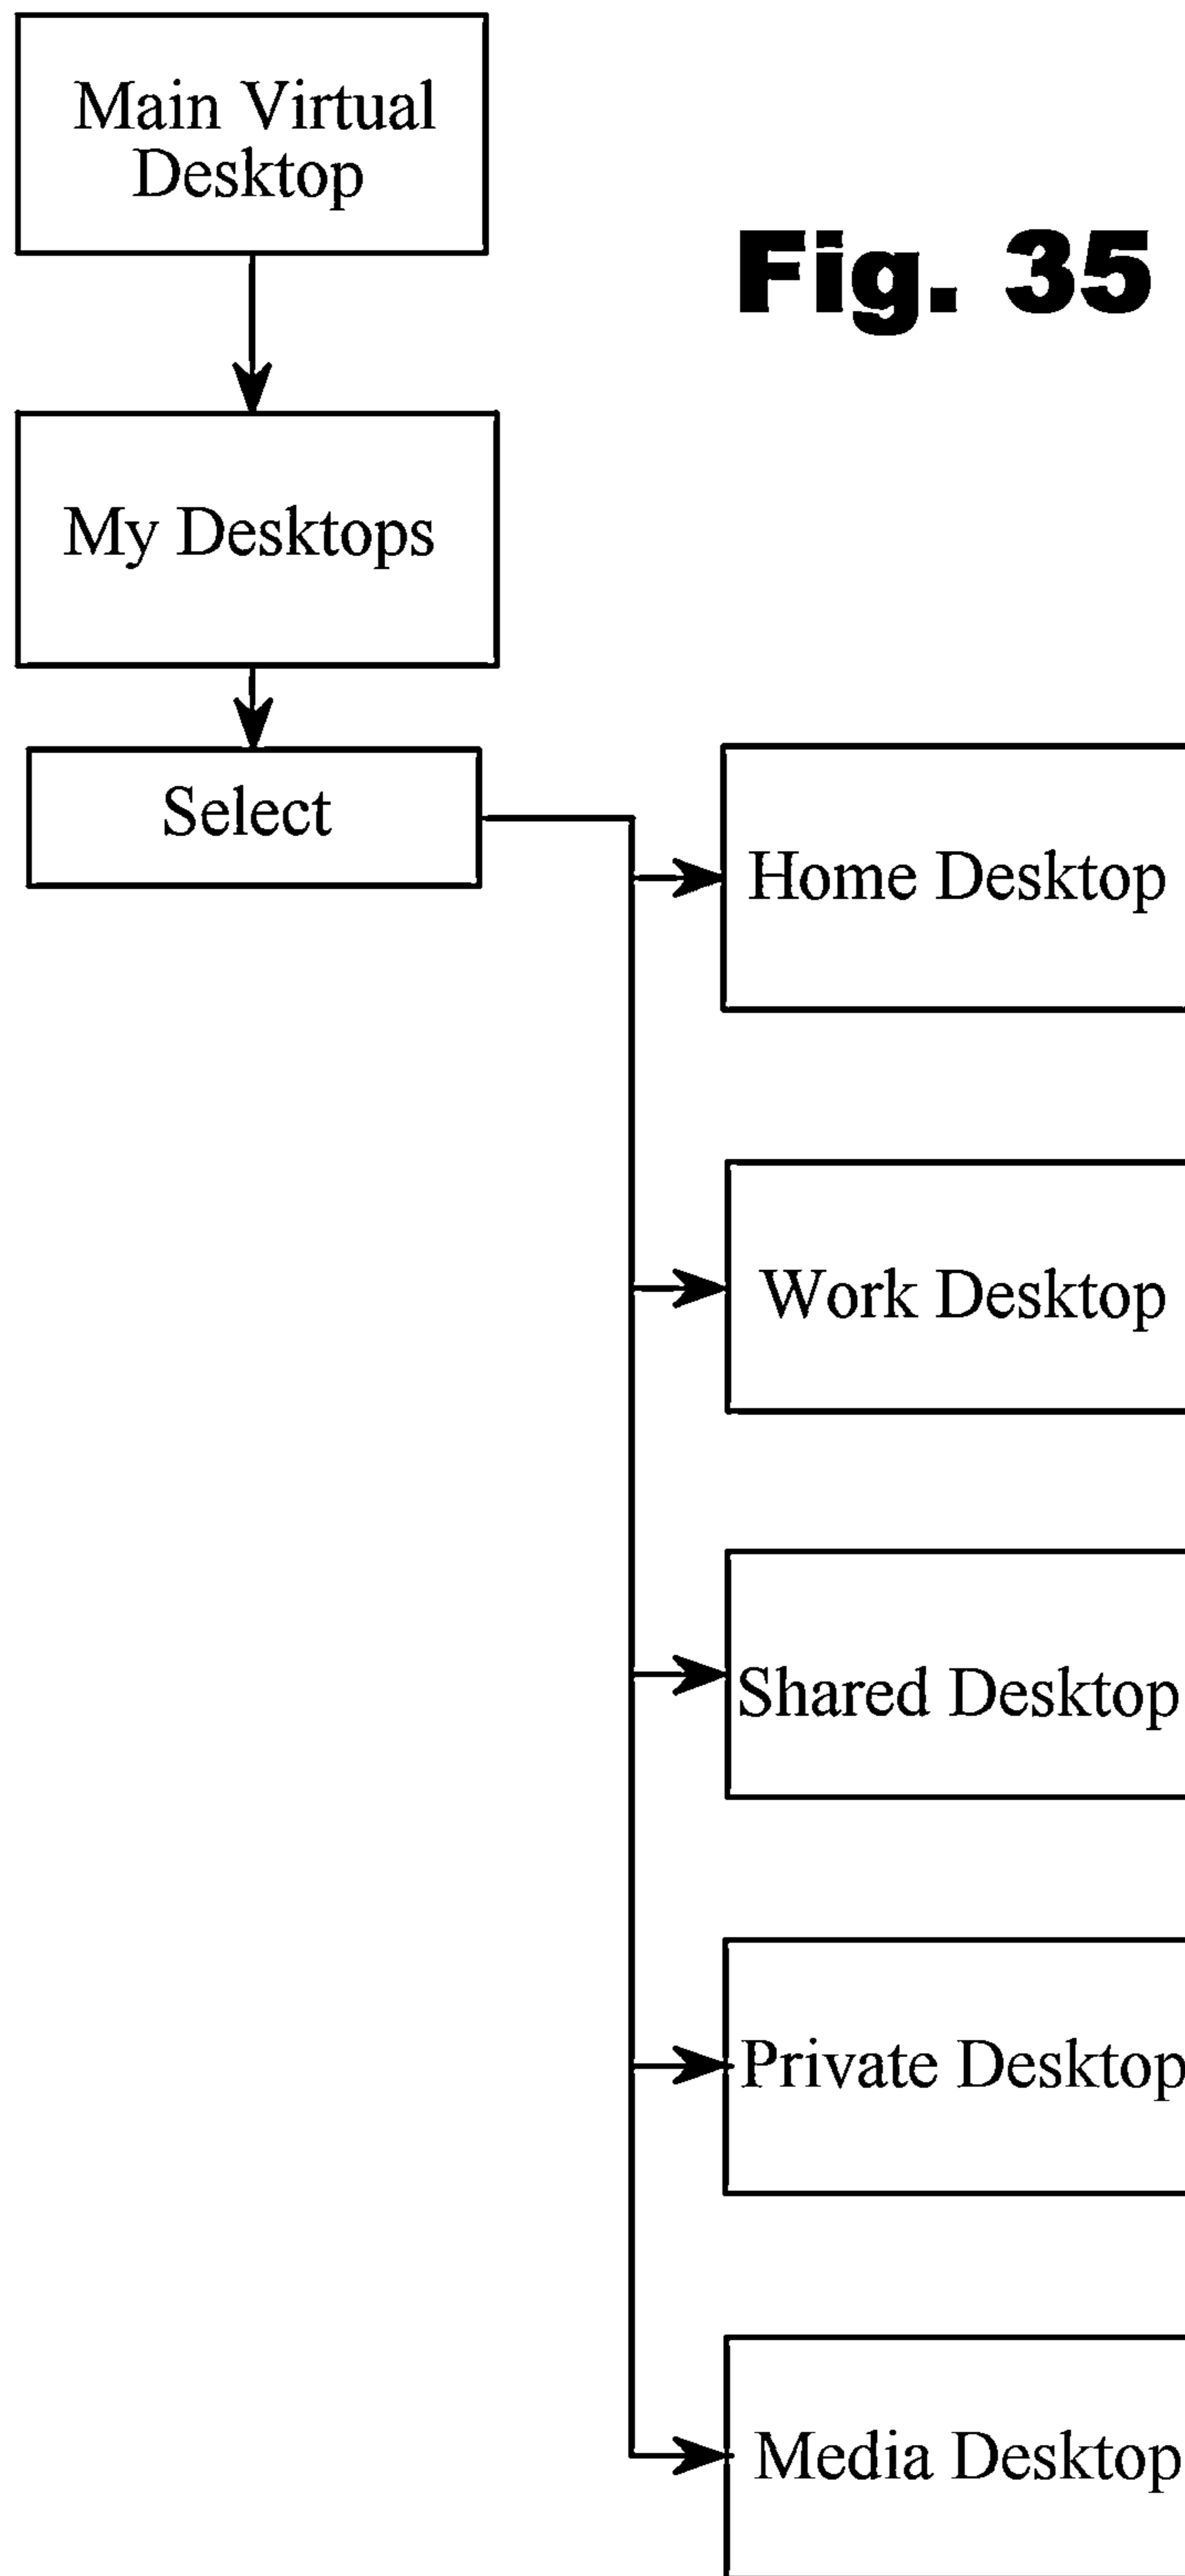 Main Virtual
Desktop
Fig. 35
My Desktops
Select
Home Desktop
Work Desktop
Shared Desktop
Private Desktop
Media Desktop